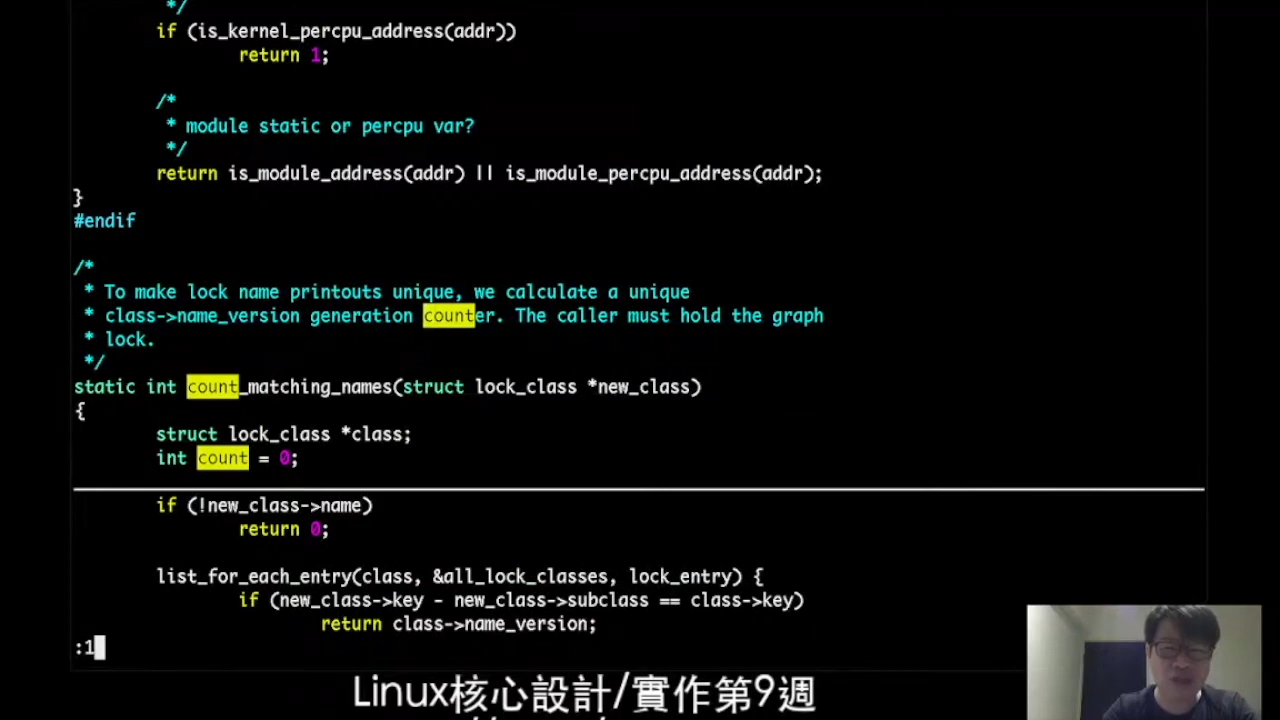 */
if (is_kernel_percpu_address(addr))
return 1;
/*
* module static or percpu var?
*/
return is_module_address(addr) || is_module_percpu_address(addr);
}
#endif
/*
* To make lock name printouts unique, we calculate a unique
* class->name_version generation counter. The caller must hold the graph
* lock.
*/
static int count_matching_names(struct lock_class *new_class)
{
struct lock_class *class;
int count = 0;
if (!new_class->name)
return 0;
list_for_each_entry(class, &all_lock_classes, lock_entry) {
if (new_class->key - new_class->subclass == class->key)
return class->name_version;
:1
Linux核心設計/實作第9週